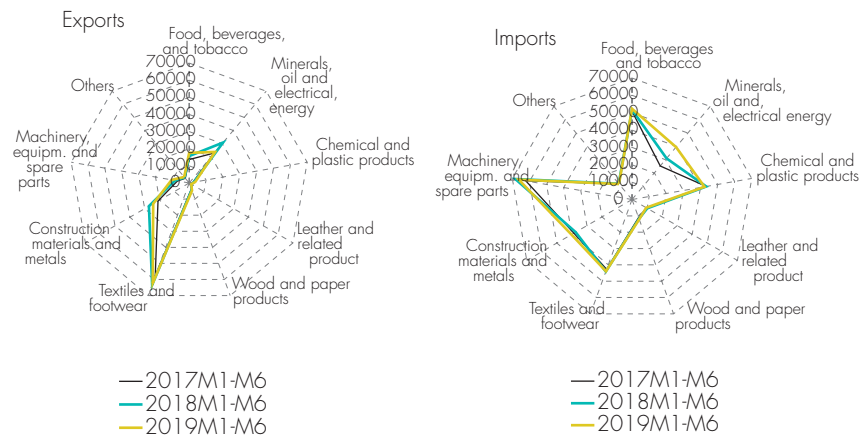 Exports
Food, beverages,
and tobacco
Minerals,
oil and
electrical,
energy
Chemical and
plastic products
Leather and
related
product
Wood and paper
products
Textiles and
footwear
Construction
materials and
metals
Machinery,
equipm. and
spare
parts
Others
70000
60000
50000
40000
30000
20000
10000
0
2017M1-M6
2018M1-M6
2019M1-M6
Imports
Food, beverages
and tobacco
Minerals,
oil and,
electrical energy
Chemical and
plastic products
Leather and
related
product
Wood and paper
products
Textiles and
footwear
Construction
materials and
metals
Machinery
equipm. and
spare parts
Others
70000
60000
50000
40000
30000
20000
10000
0
2017M1-M6
2018M1-M6
2019M1-M6